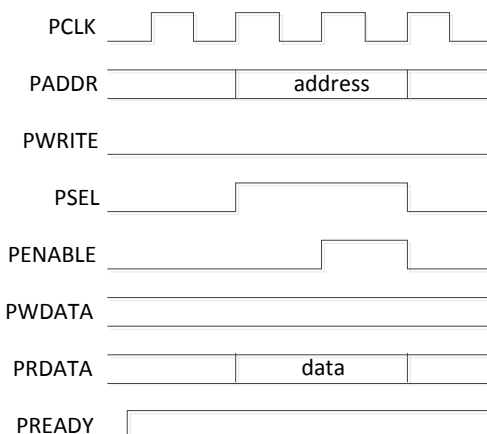 PCLK
PADDR address
PWRITE
PSEL
PENABLE
PWDATA
PRDATA data
PREADY